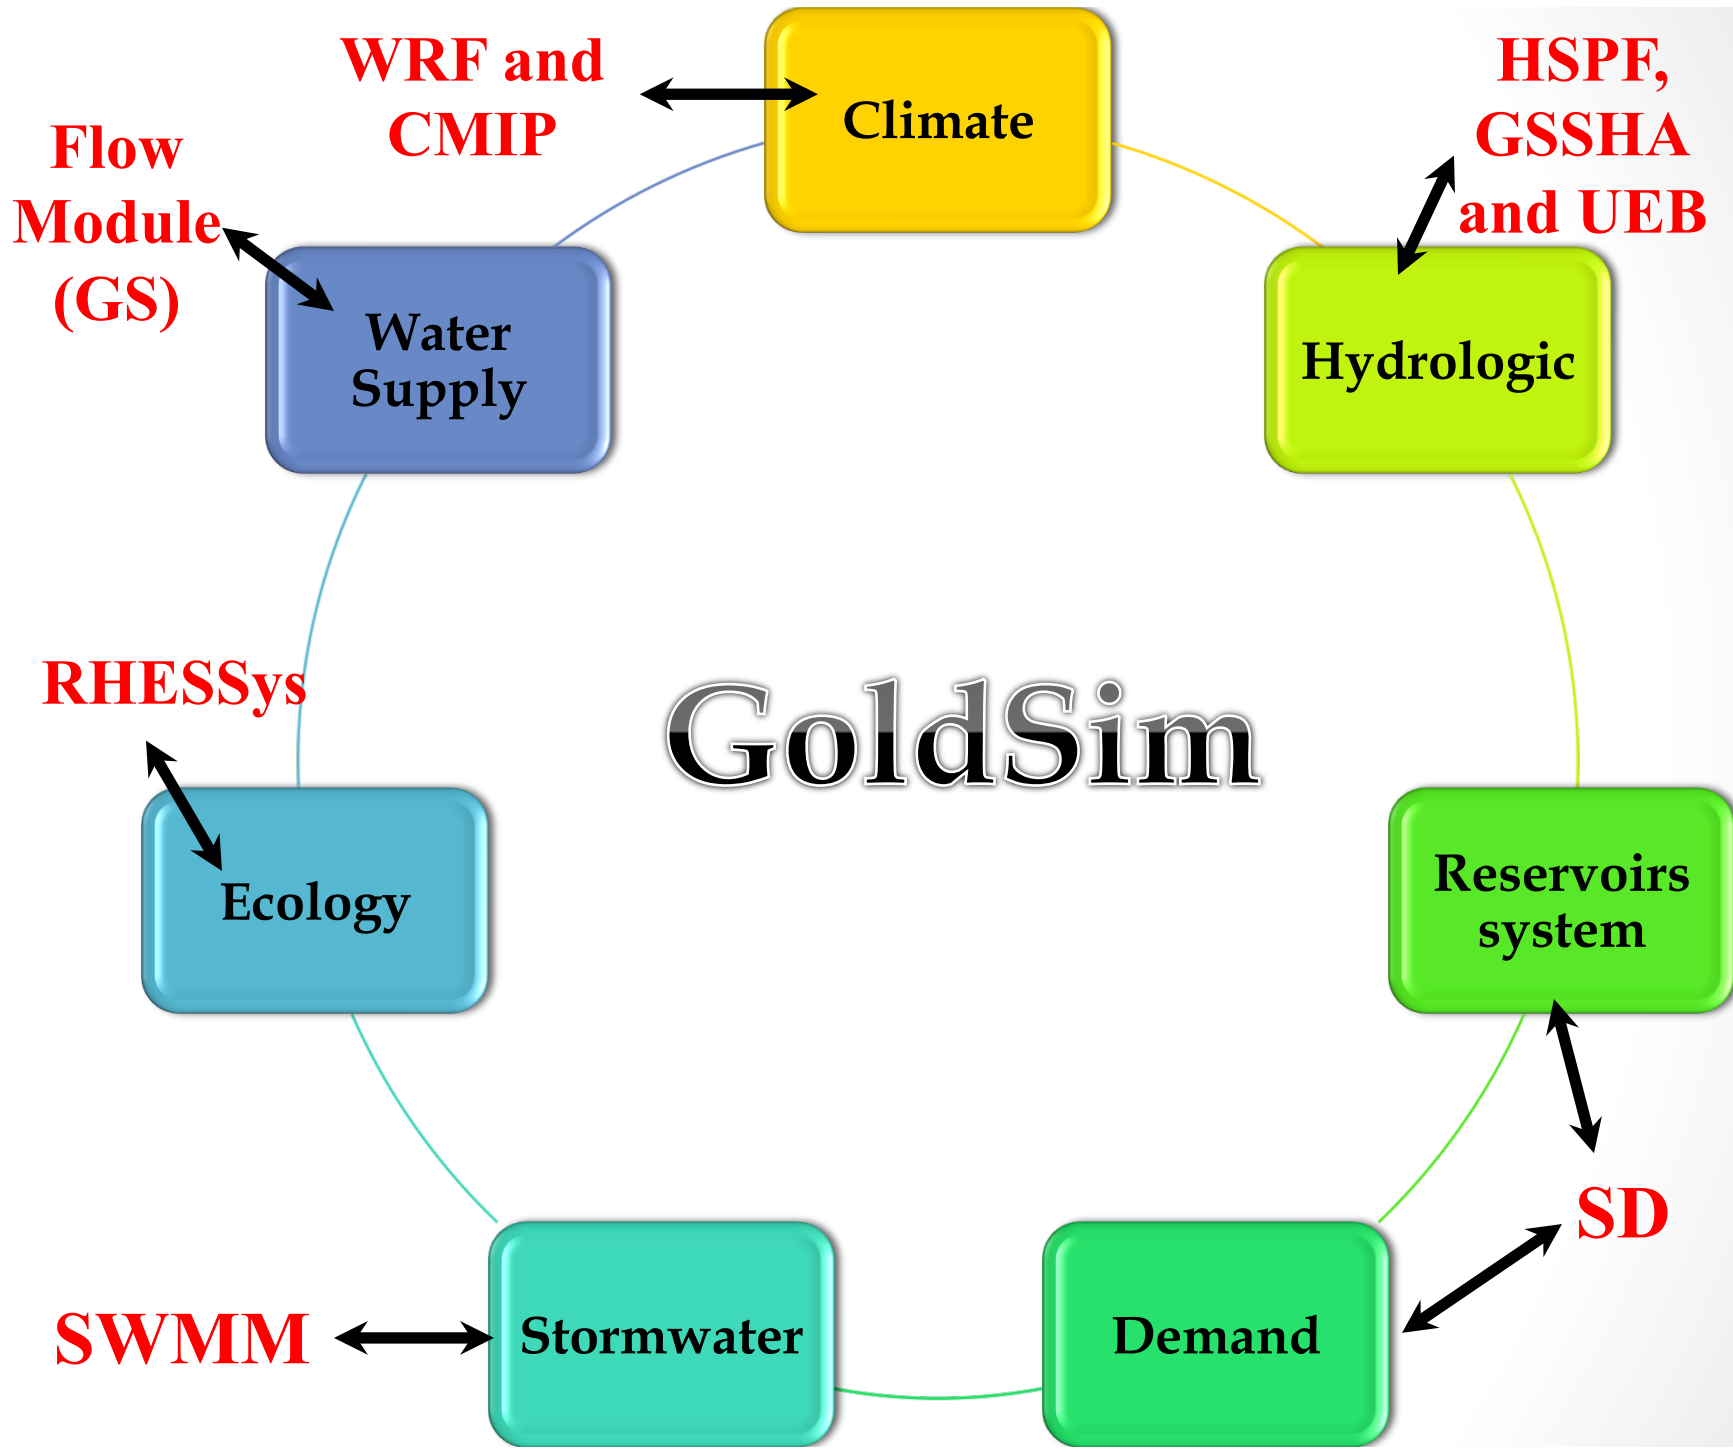 WRF and
CMIP
Climate
HSPF,
GSSHA
and UEB
Flow
Module
(GS)
Water
Supply
Hydrologic
RHESSys
GoldSim
Ecology
Reservoirs
system
SD
SWMM
Stormwater
Demand